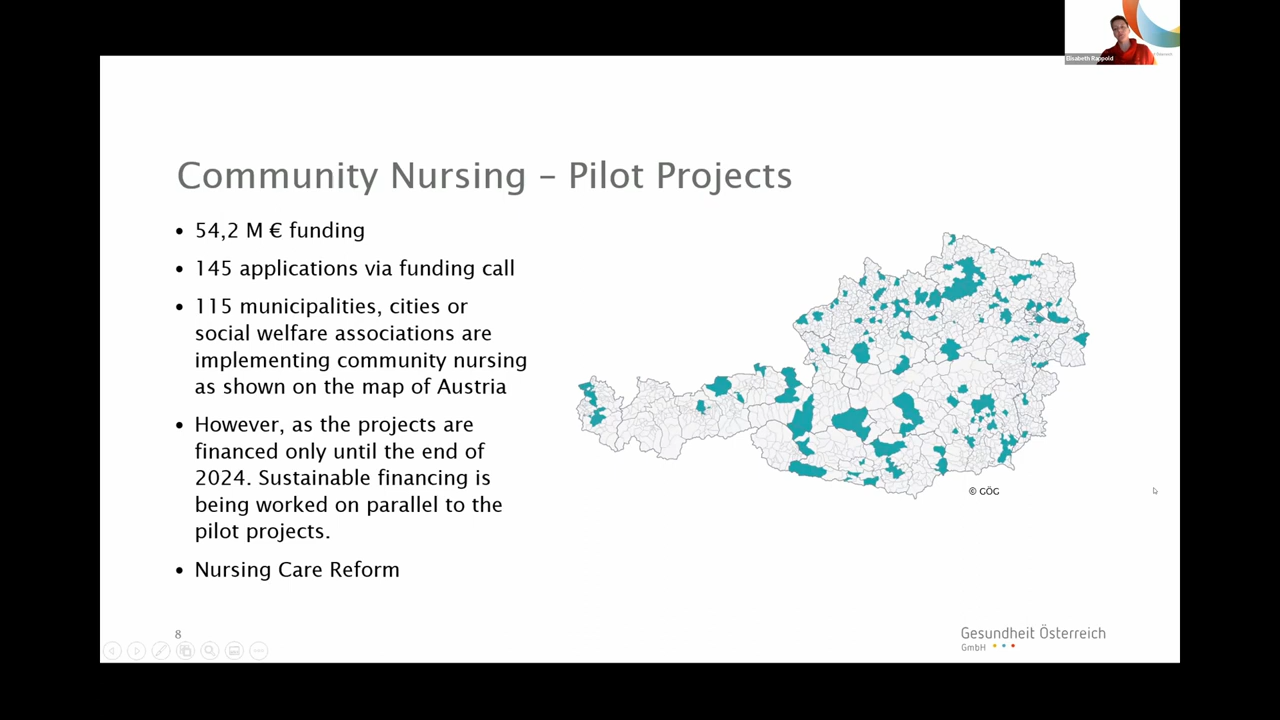 Elisabeth Rappold
Community Nursing – Pilot Projects
• 54,2 M € funding
• 145 applications via funding call
• 115 municipalities, cities or
social welfare associations are
implementing community nursing
as shown on the map of Austria
• However, as the projects are
financed only until the end of
2024. Sustainable financing is
being worked on parallel to the
pilot projects.
• Nursing Care Reform
© GÖG
8
Gesundheit Österreich
GmbH